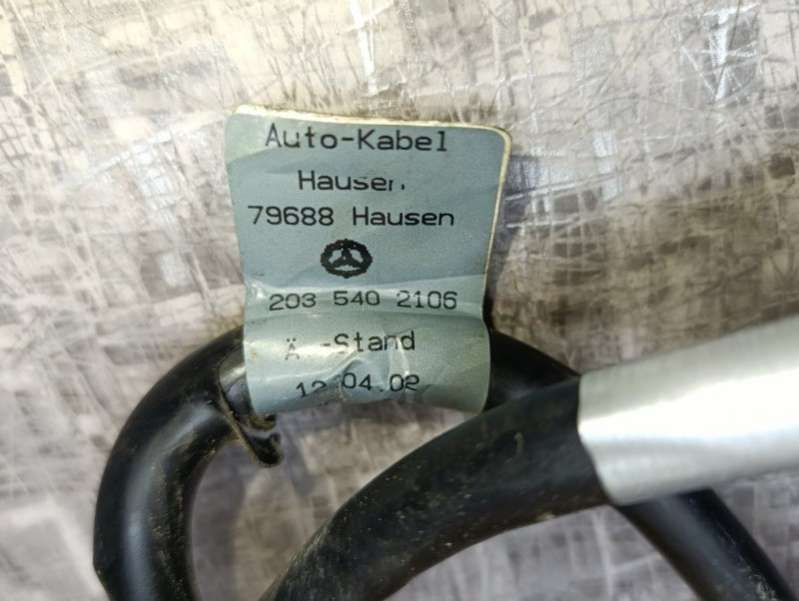 Auto-Kabel
Hausen
79688 Hausen
203 540 2106
Ä -Stand
12.04.02